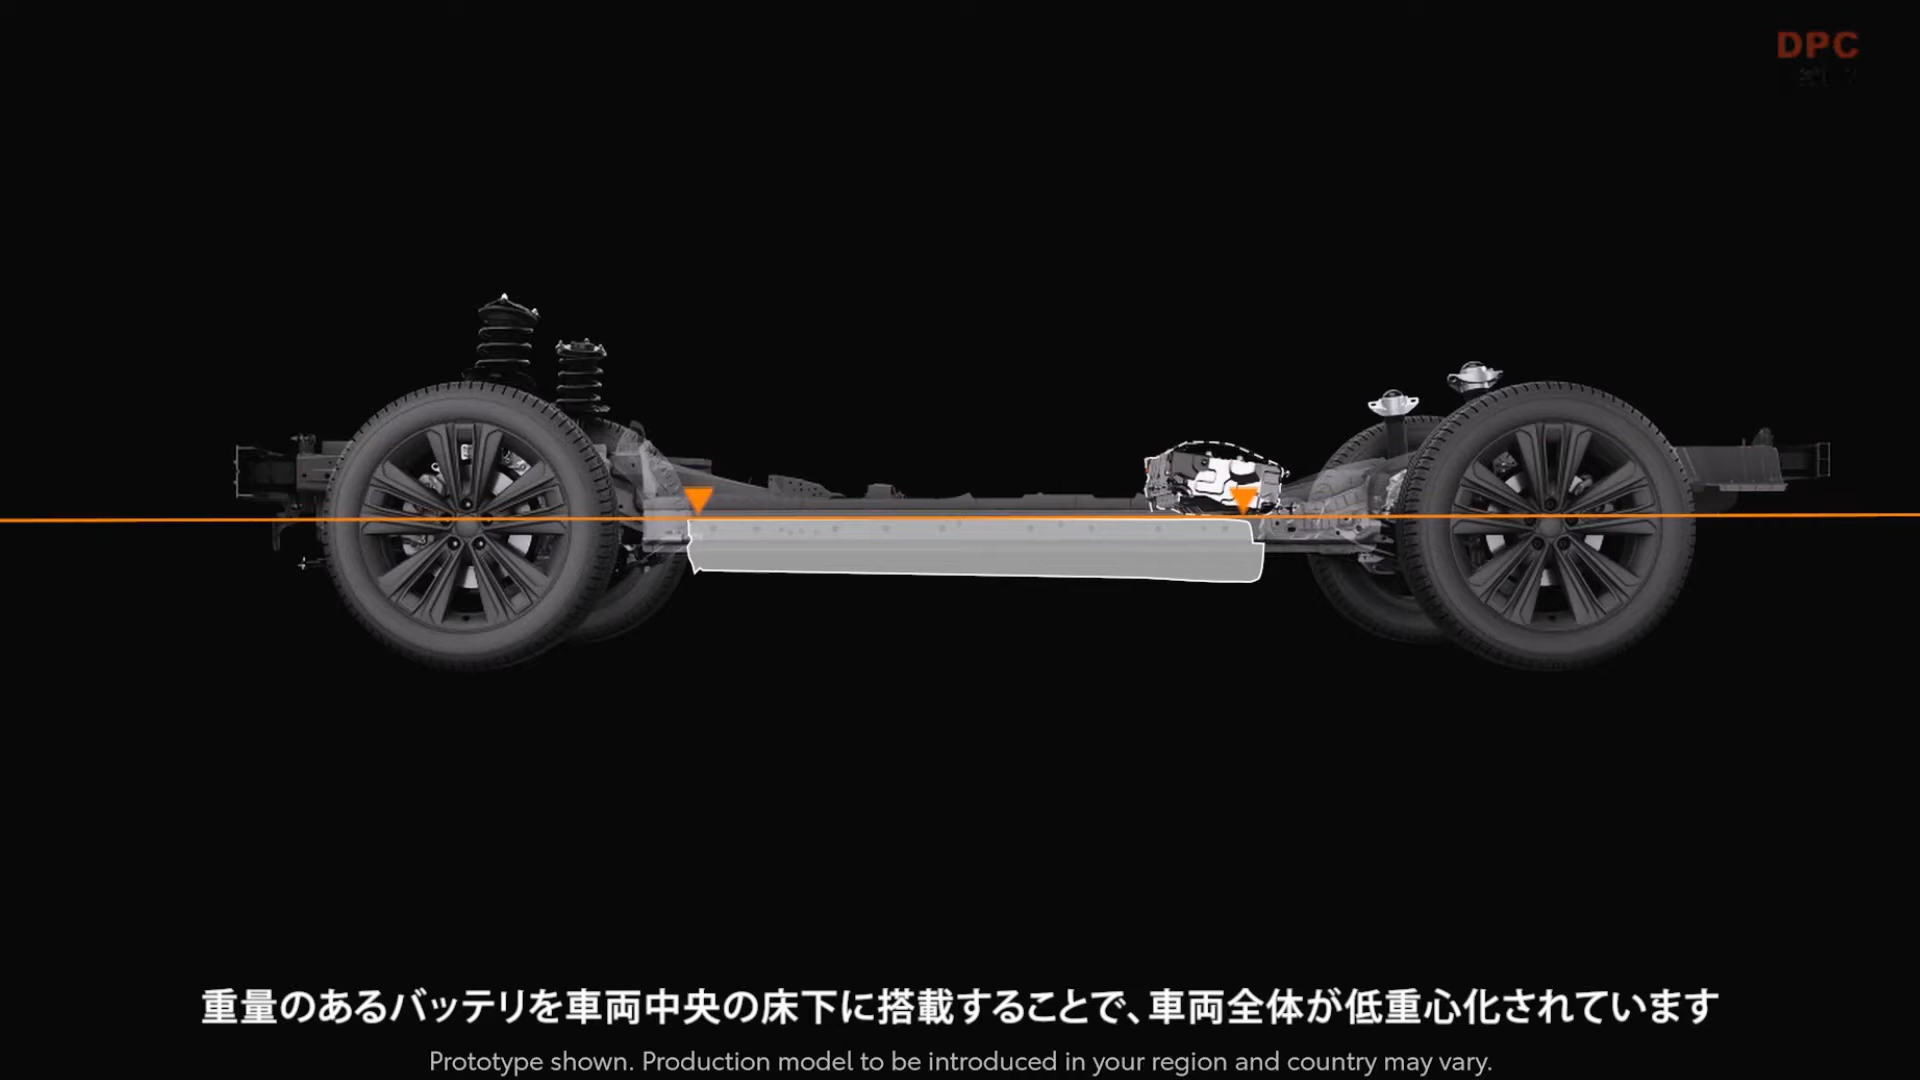 DPC
重量のあるバッテリを車両中央の床下に搭載することで、車両全体が低重心化されています
Prototype shown. Production model to be introduced in your region and country may vary.